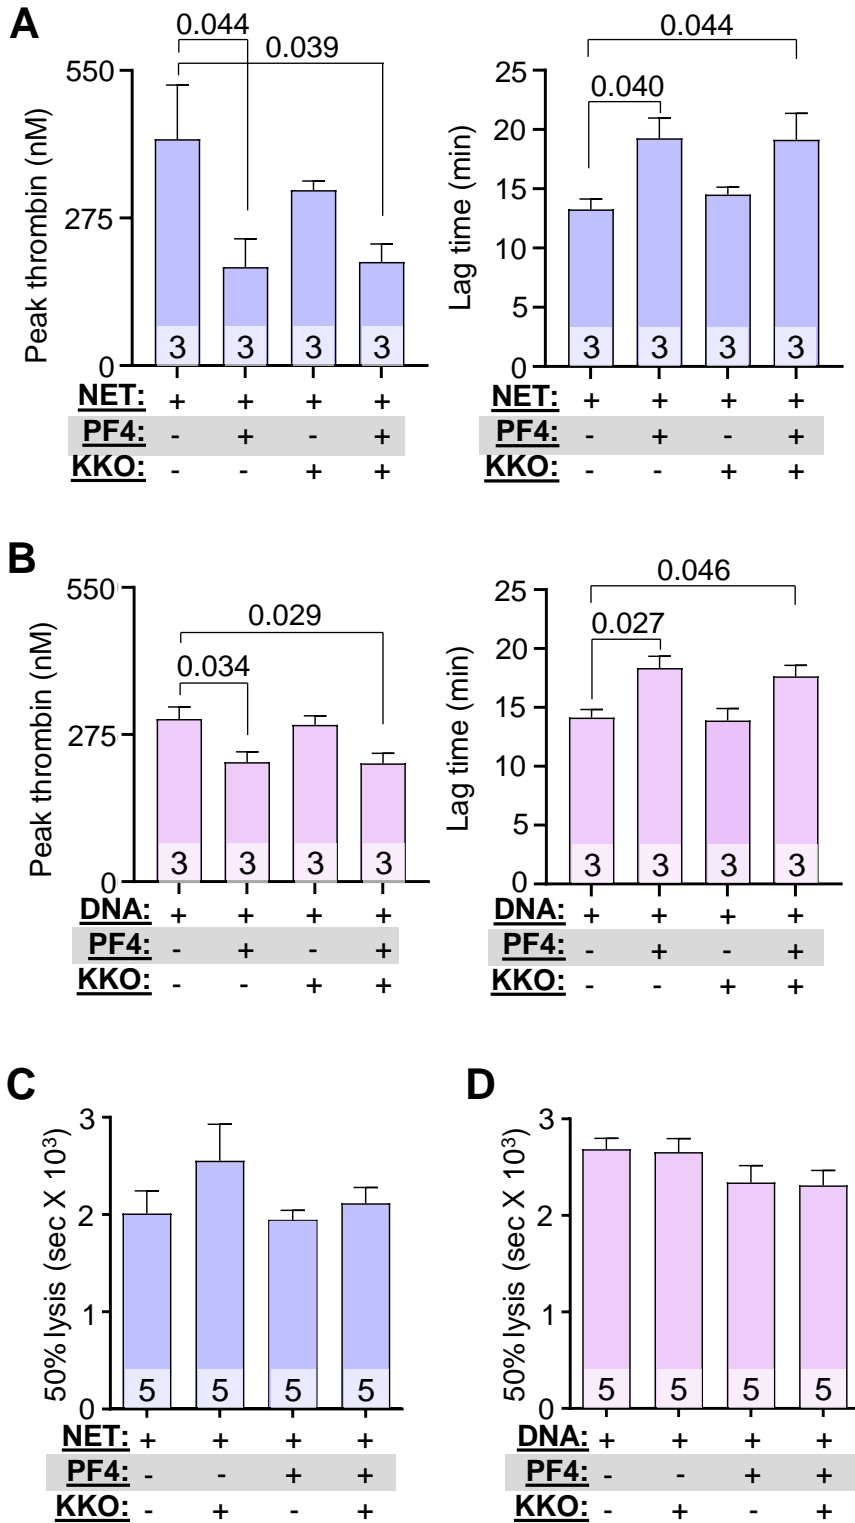 A
0.044
0.039
0.044
0.040
550
275
0
Peak thrombin (nM)
3 3 3 3
25
20
15
10
5
0
Lag time (min)
3 3 3 3
NET: + + + +
PF4: - + - +
KKO: - - + +
NET: + + + +
PF4: - + - +
KKO: - - + +
B
0.029
0.034
0.046
0.027
550
275
0
Peak thrombin (nM)
3 3 3 3
25
20
15
10
5
0
Lag time (min)
3 3 3 3
DNA: + + + +
PF4: - + - +
KKO: - - + +
DNA: + + + +
PF4: - + - +
KKO: - - + +
C
3
2
1
0
50% lysis (sec X 10³)
5 5 5 5
NET: + + + +
PF4: - - + +
KKO: - + - +
D
3
2
1
0
50% lysis (sec X 10³)
5 5 5 5
DNA: + + + +
PF4: - - + +
KKO: - + - +